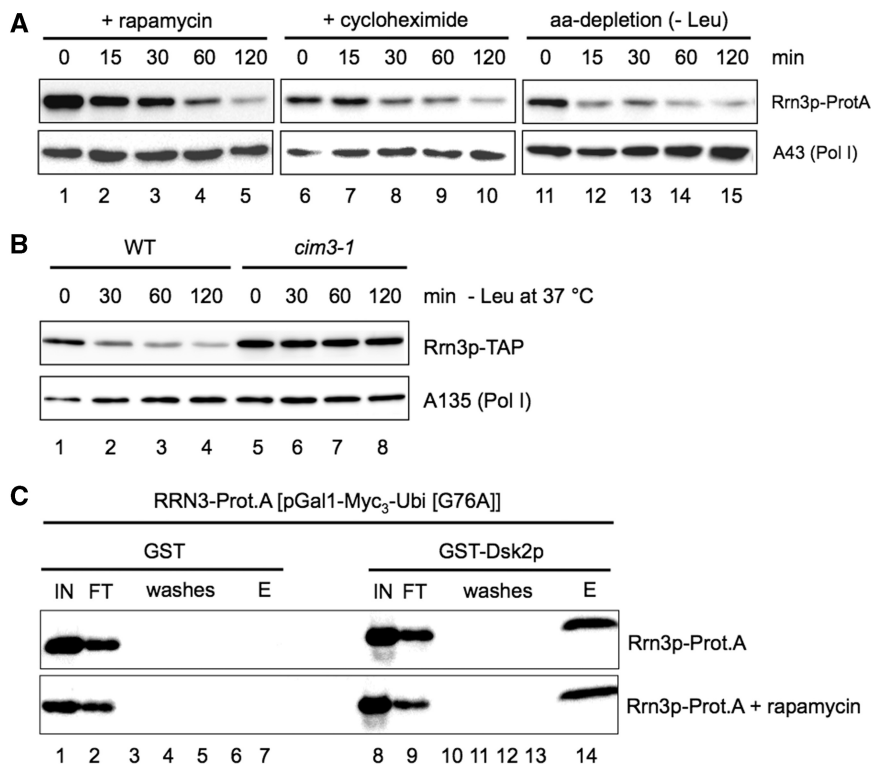 A
+ rapamycin + cycloheximide aa-depletion (- Leu)
0 15 30 60 120 0 15 30 60 120 0 15 30 60 120 min
Rrn3p-ProtA
A43 (Pol I)
1 2 3 4 5 6 7 8 9 10 11 12 13 14 15
B
WT cim3-1
0 30 60 120 0 30 60 120 min - Leu at 37 °C
Rrn3p-TAP
A135 (Pol I)
1 2 3 4 5 6 7 8
C
RRN3-Prot.A [pGal1-Myc3-Ubi [G76A]]
GST GST-Dsk2p
IN FT washes E IN FT washes E
Rrn3p-Prot.A
Rrn3p-Prot.A + rapamycin
1 2 3 4 5 6 7 8 9 10 11 12 13 14